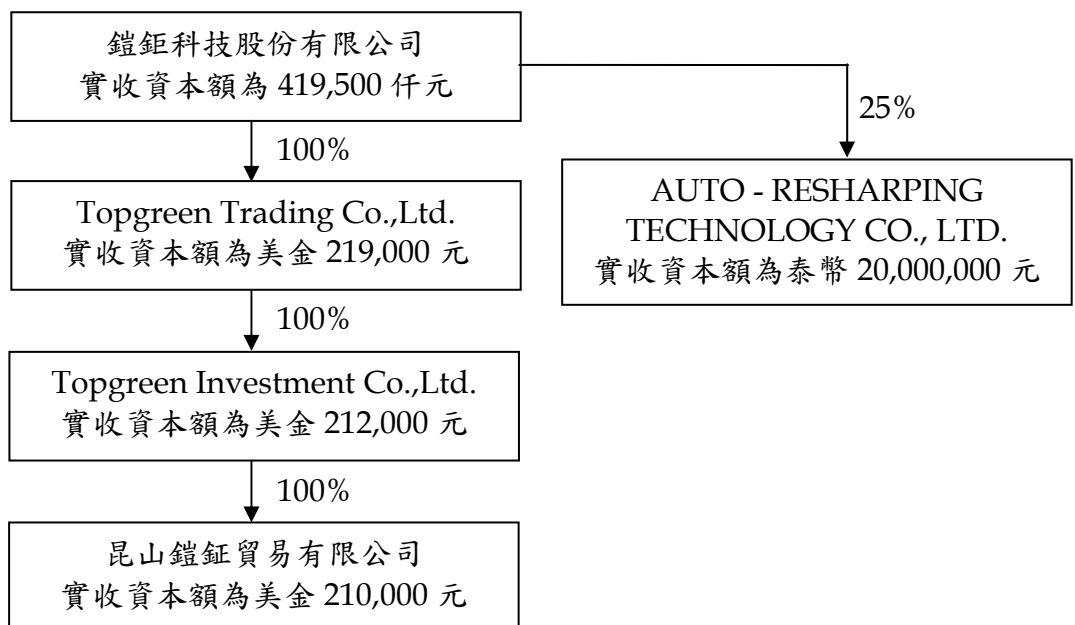 鎧鉅科技股份有限公司
實收資本額為 419,500 仟元
25%
100%
AUTO - RESHARPING
TECHNOLOGY CO., LTD.
實收資本額為泰幣 20,000,000 元
Topgreen Trading Co.,Ltd.
實收資本額為美金 219,000 元
100%
Topgreen Investment Co.,Ltd.
實收資本額為美金 212,000 元
100%
昆山鎧鉦貿易有限公司
實收資本額為美金 210,000 元